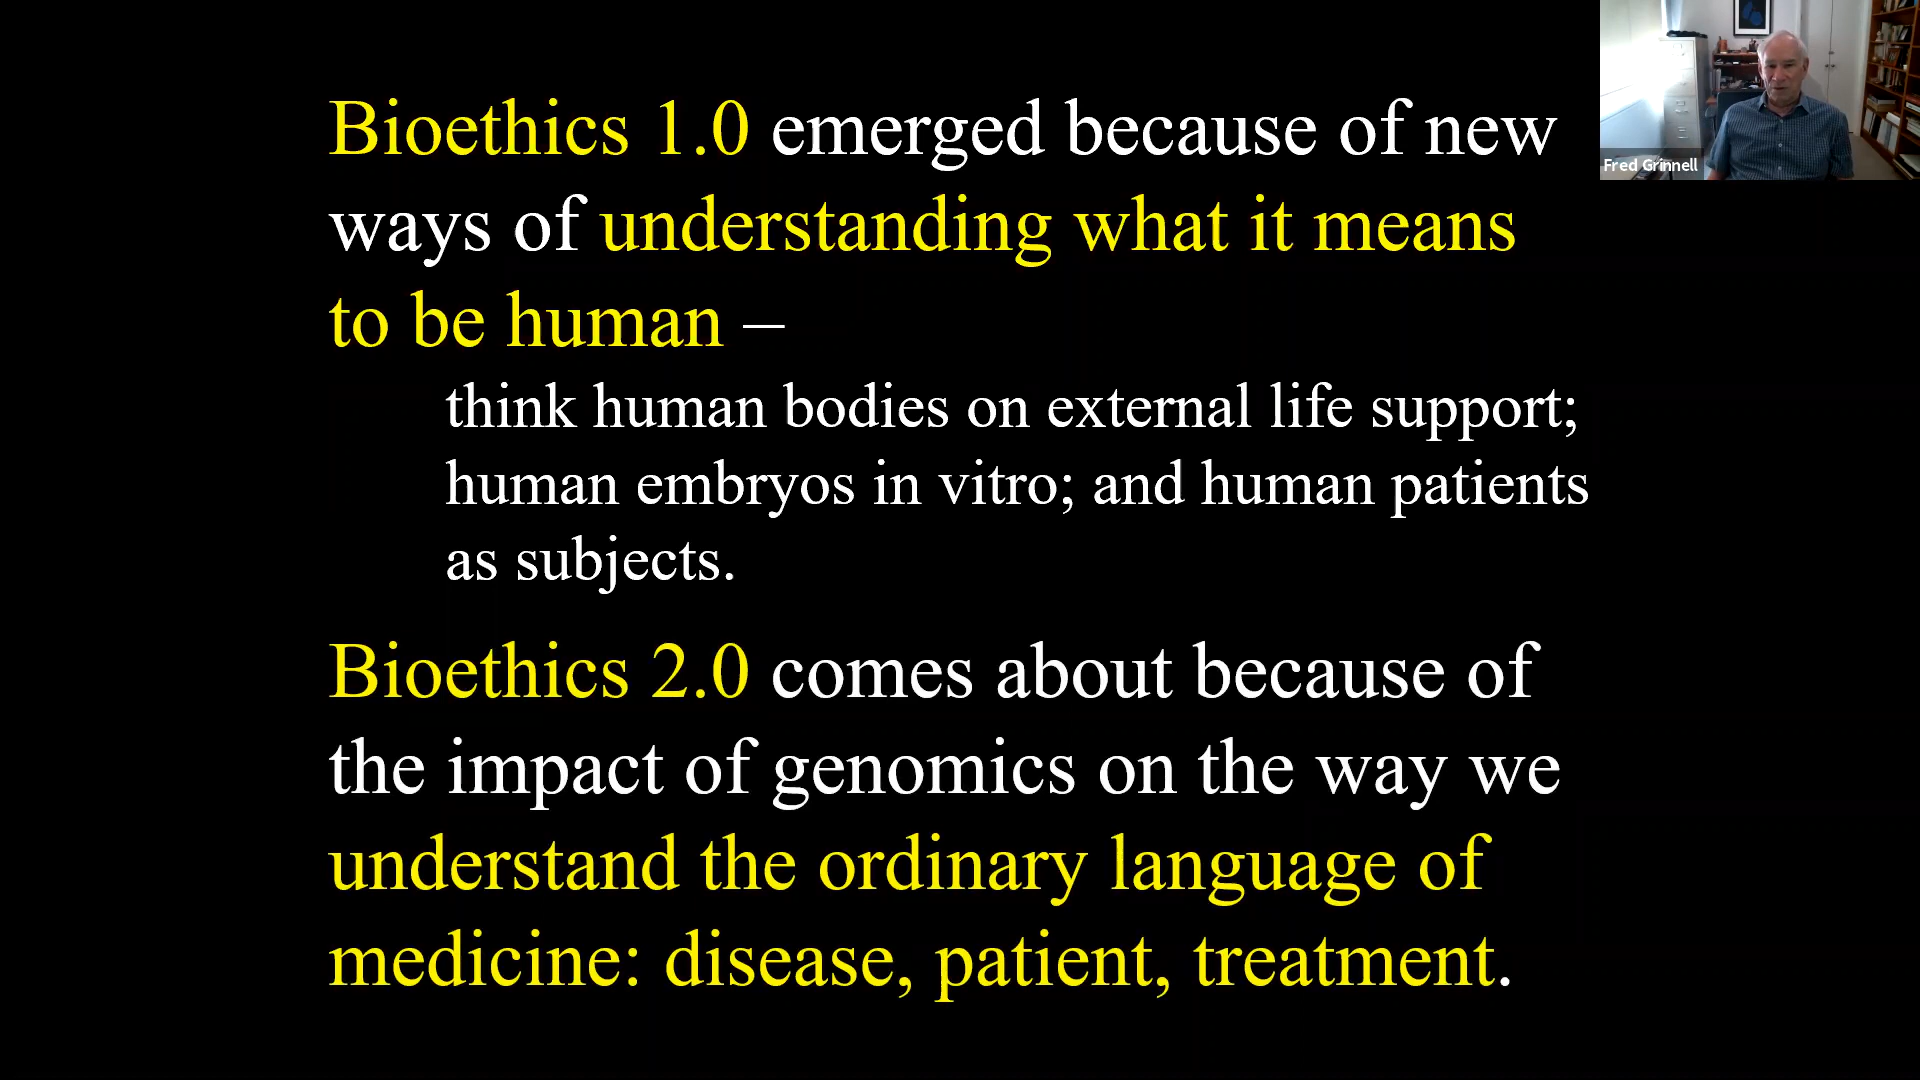 Bioethics 1.0 emerged because of new
ways of understanding what it means
to be human –
think human bodies on external life support;
human embryos in vitro; and human patients
as subjects.
Bioethics 2.0 comes about because of
the impact of genomics on the way we
understand the ordinary language of
medicine: disease, patient, treatment.
Fred Grinnell